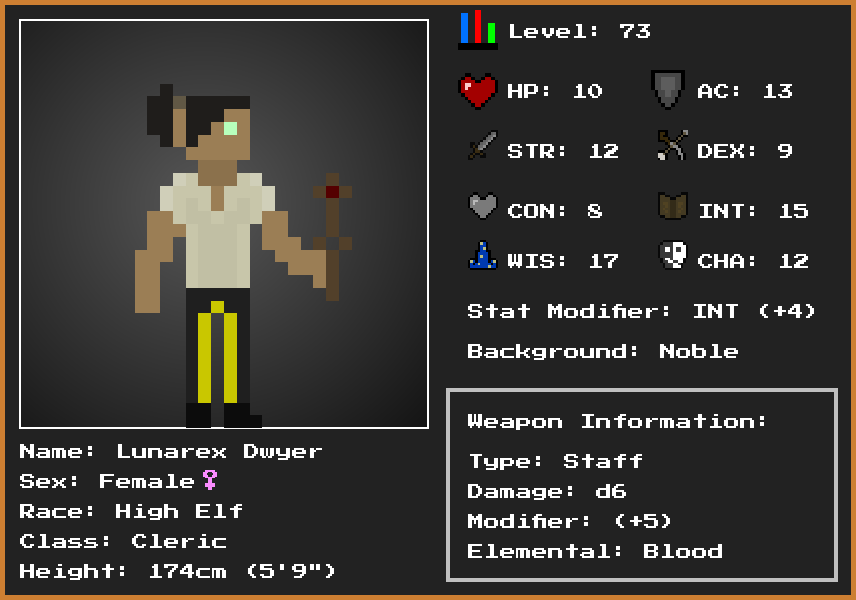 Level: 73
HP: 10 AC: 13
STR: 12 DEX: 9
CON: 8 INT: 15
WIS: 17 CHA: 12
Stat Modifier: INT (+4)
Background: Noble
Weapon Information:
Type: Staff
Damage: d6
Modifier: (+5)
Elemental: Blood
Name: Lunarex Dwyer
Sex: Female♀
Race: High Elf
Class: Cleric
Height: 174cm (5'9")